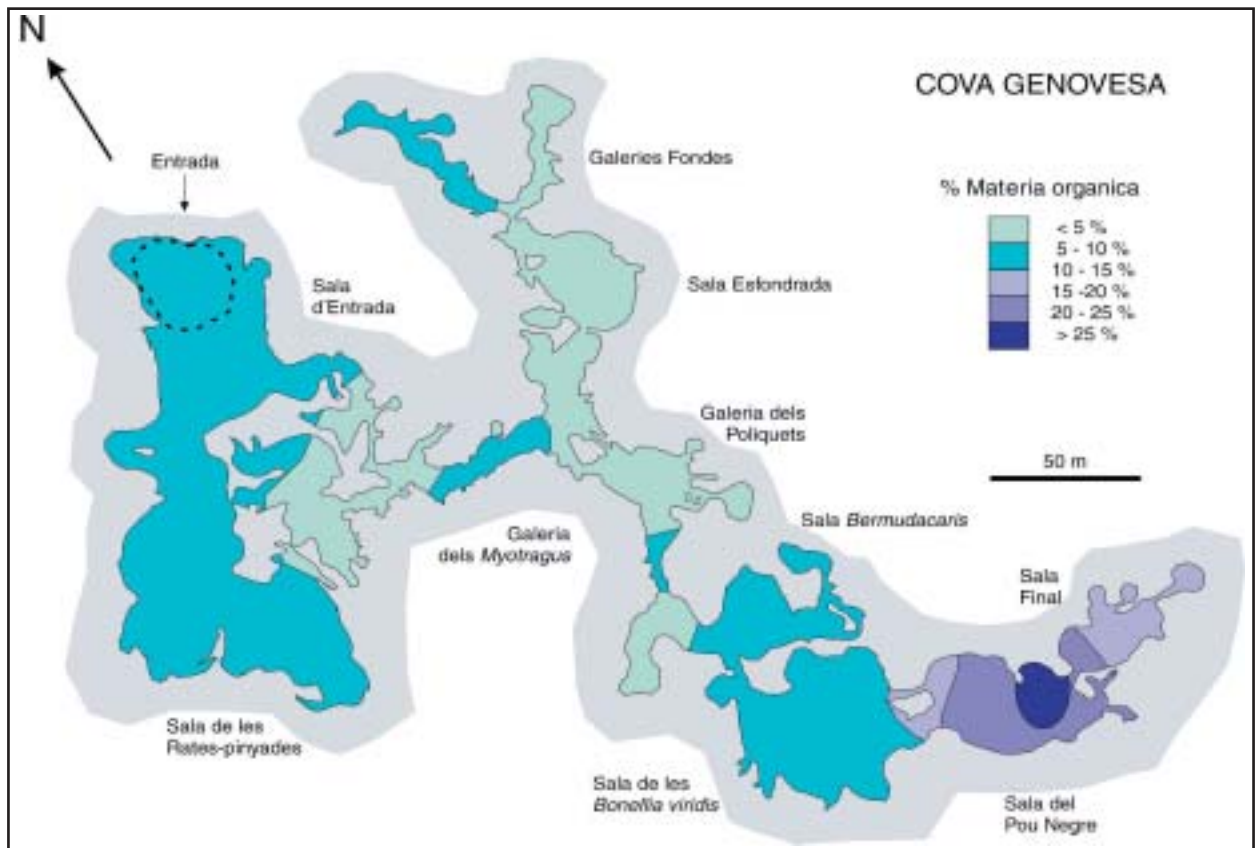 N
COVA GENOVESA
Entrada
Galeries Fondes
% Materia organica
< 5 %
5 - 10 %
10 - 15 %
15 -20 %
20 - 25 %
> 25 %
Sala
d'Entrada
Sala Esfondrada
Galeria dels
Poliquets
50 m
Galeria
dels Myotragus
Sala Bermudacaris
Sala
Final
Sala de les
Rates-pinyades
Sala de les
Bonellia viridis
Sala del
Pou Negre